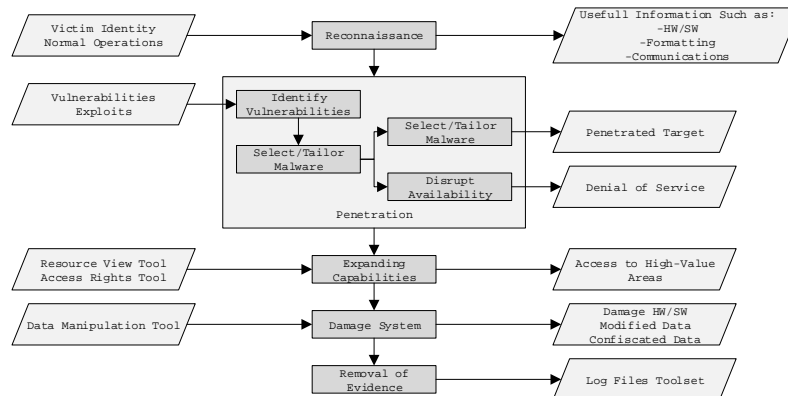 Victim Identity
Normal Operations
Reconnaissance
Usefull Information Such as:
-HW/SW
-Formatting
-Communications
Vulnerabilities
Exploits
Identify
Vulnerabilities
Select/Tailor
Malware
Select/Tailor
Malware
Penetrated Target
Disrupt
Availability
Denial of Service
Penetration
Resource View Tool
Access Rights Tool
Expanding
Capabilities
Access to High-Value
Areas
Data Manipulation Tool
Damage System
Damage HW/SW
Modified Data
Confiscated Data
Removal of
Evidence
Log Files Toolset